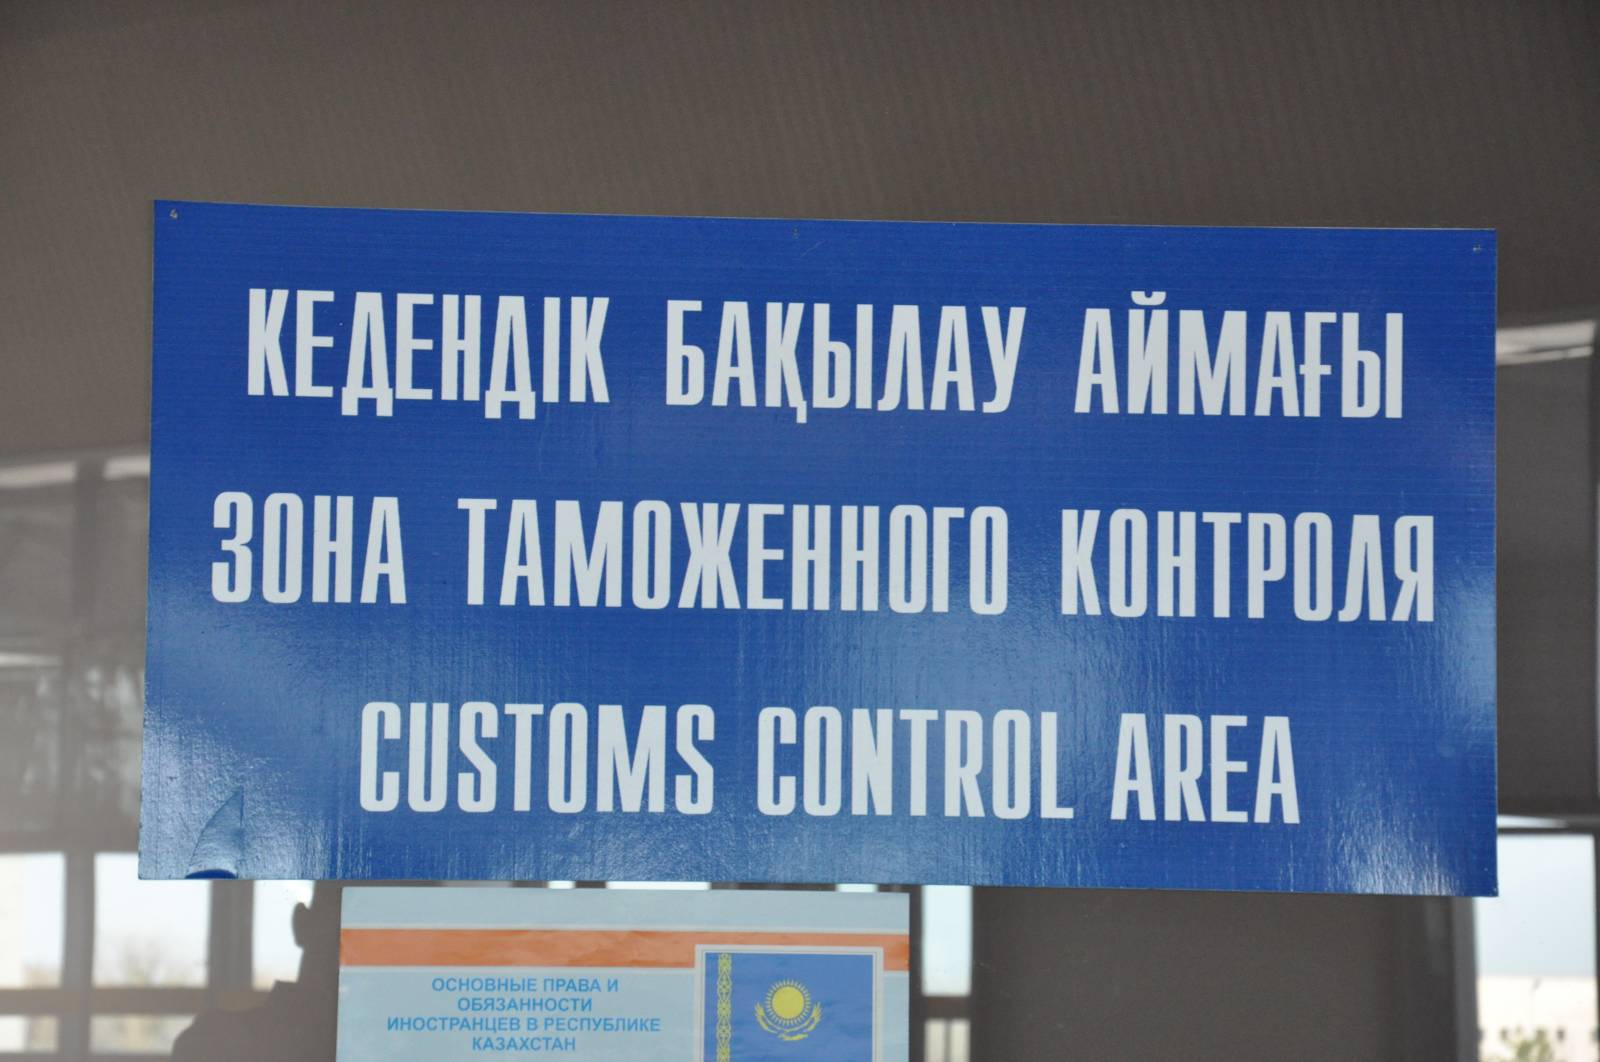 КЕДЕНДІК БАҚЫЛАУ АЙМАҒЫ
ЗОНА ТАМОЖЕННОГО КОНТРОЛЯ
CUSTOMS CONTROL AREA
ОСНОВНЫЕ ПРАВА И
ОБЯЗАННОСТИ
ИНОСТРАНЦЕВ В РЕСПУБЛИКЕ
КАЗАХСТАН